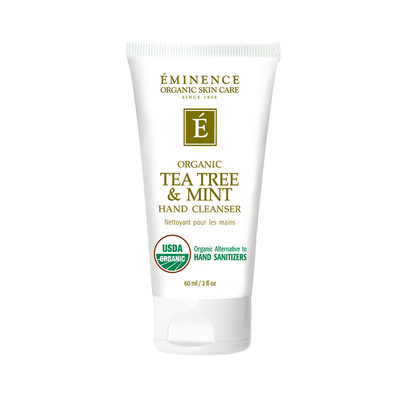 ÉMINENCE
ORGANIC SKIN CARE
SINCE 1958
É
ORGANIC
TEA TREE
& MINT
HAND CLEANSER
Nettoyant pour les mains
USDA
ORGANIC
Organic Alternative to
HAND SANITIZERS
60 ml / 2 fl oz